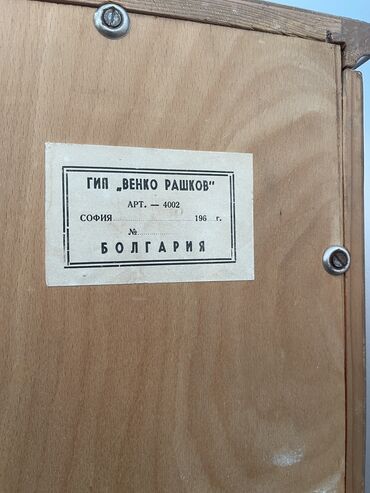 ГИП „ВЕНКО РАШКОВ"
АРТ. — 4002
СОФИЯ.......................196....г.
№.............
БОЛГАРИЯ